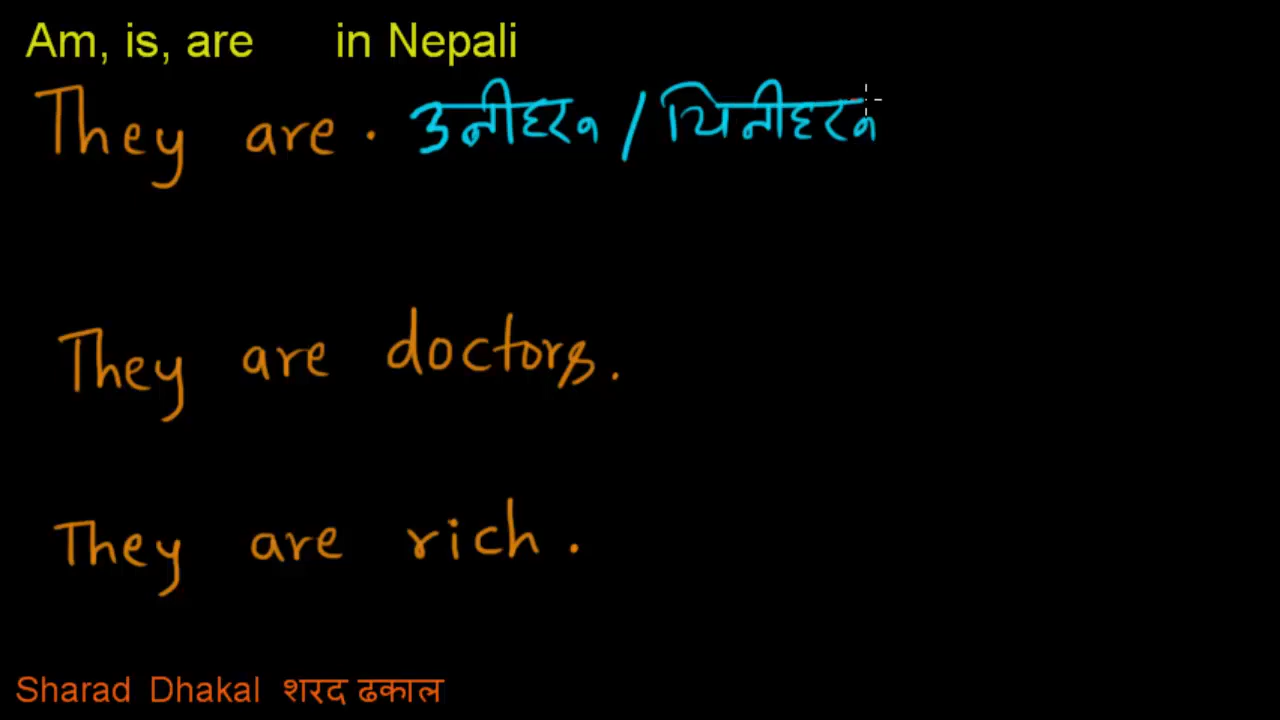 Am, is, are in Nepali
They are. उनीहरू / यिनीहरू
They are doctors.
They are rich.
Sharad Dhakal शरद ढकाल